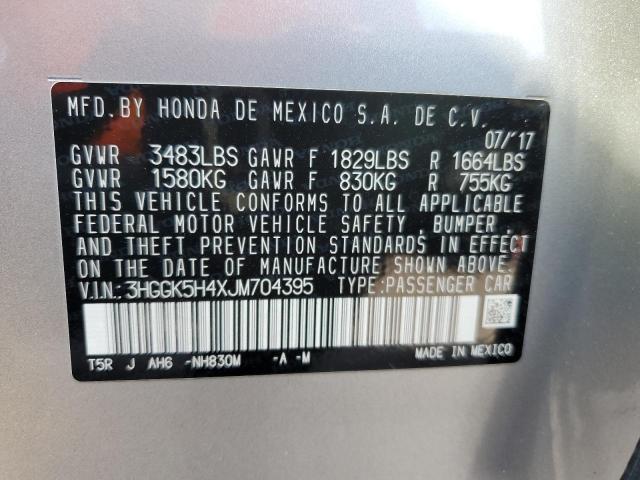 MFD.BY HONDA DE MEXICO S.A. DE C.V.
07/'17
GVWR 3483LBS GAWR F 1829LBS R 1664LBS
GVWR 1580KG GAWR F 830KG R 755KG
THIS VEHICLE CONFORMS TO ALL APPLICABLE
FEDERAL MOTOR VEHICLE SAFETY, BUMPER,
AND THEFT PREVENTION STANDARDS IN EFFECT
ON THE DATE OF MANUFACTURE SHOWN ABOVE.
V.I.N.:3HGGK5H4XJM704395 TYPE:PASSENGER CAR
T5R J AH6 -NH830M -A -M MADE IN MEXICO